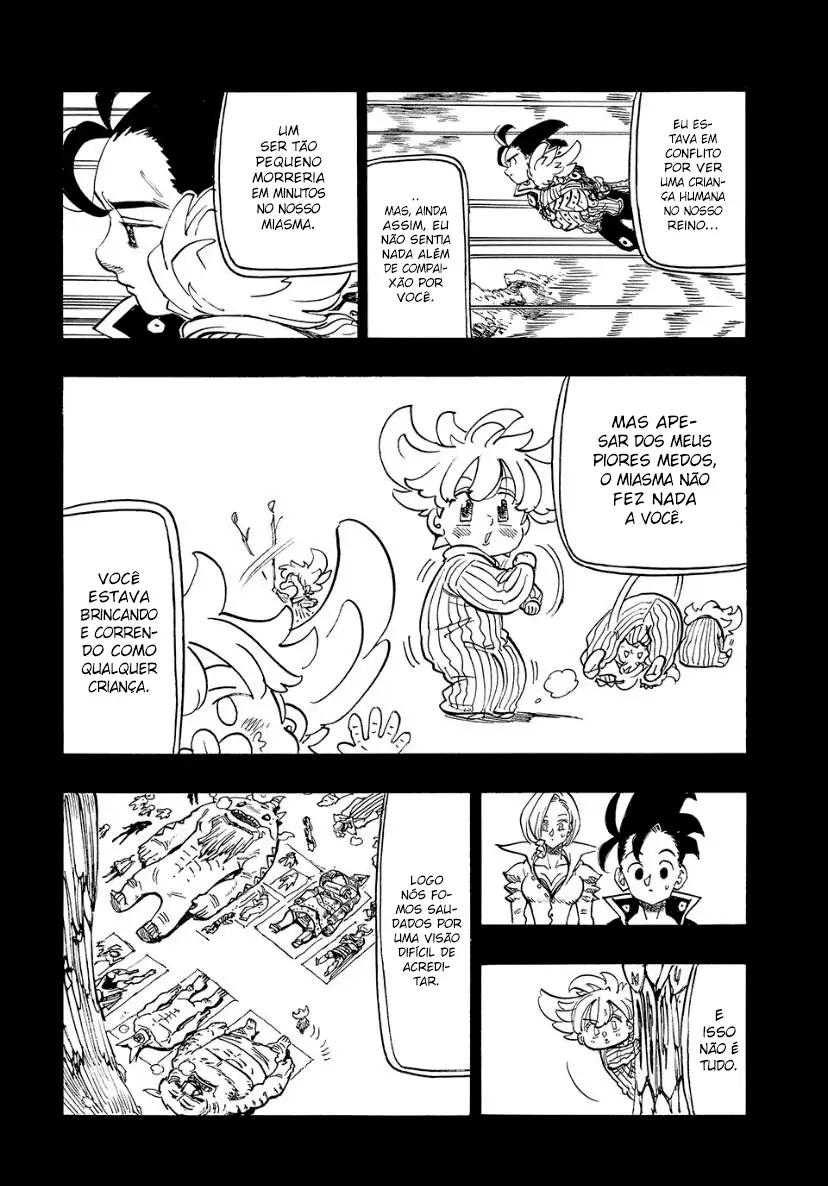 EU ES-
TAVA EM
CONFLITO
POR VER
UMA CRIAN-
ÇA HUMANA
NO NOSSO
REINO...
..
MAS, AINDA
ASSIM, EU
NÃO SENTIA
NADA ALÉM
DE COMPAI-
XÃO POR
VOCÊ.
UM
SER TÃO
PEQUENO
MORRERIA
EM MINUTOS
NO NOSSO
MIASMA.
MAS APE-
SAR DOS MEUS
PIORES MEDOS,
O MIASMA NÃO
FEZ NADA
A VOCÊ.
VOCÊ
ESTAVA
BRINCANDO
E CORREN-
DO COMO
QUALQUER
CRIANÇA.
E
ISSO
NÃO É
TUDO.
LOGO
NÓS FO-
MOS SAU-
DADOS POR
UMA VISÃO
DIFÍCIL DE
ACREDI-
TAR.